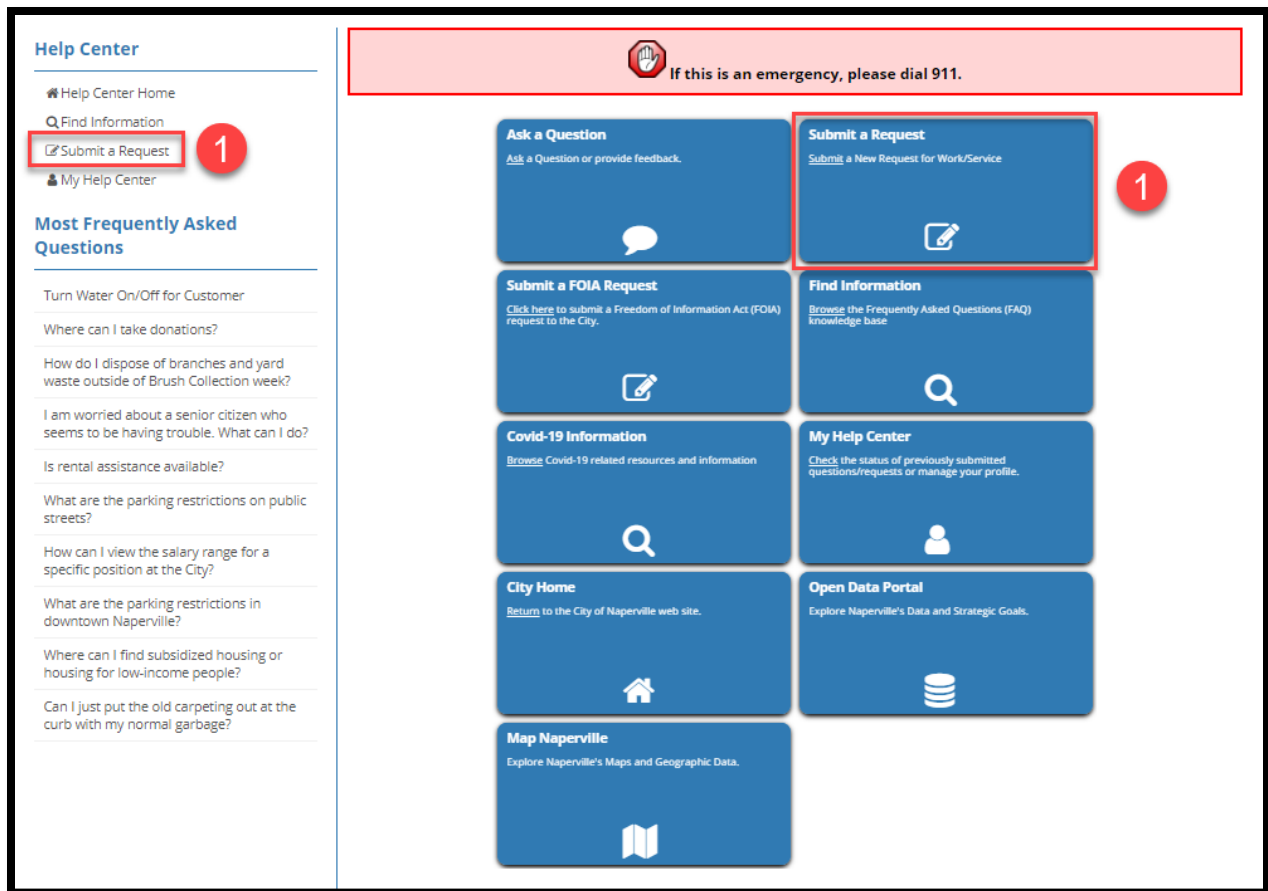 Help Center
Help Center Home
Find Information
Submit a Request
1
My Help Center
Most Frequently Asked
Questions
Turn Water On/Off for Customer
Where can I take donations?
How do I dispose of branches and yard
waste outside of Brush Collection week?
I am worried about a senior citizen who
seems to be having trouble. What can I do?
Is rental assistance available?
What are the parking restrictions on public
streets?
How can I view the salary range for a
specific position at the City?
What are the parking restrictions in
downtown Naperville?
Where can I find subsidized housing or
housing for low-income people?
Can I just put the old carpeting out at the
curb with my normal garbage?
If this is an emergency, please dial 911.
Ask a Question
Ask a Question or provide feedback.
Submit a Request
Submit a New Request for Work/Service
1
Submit a FOIA Request
Click here to submit a Freedom of Information Act (FOIA)
request to the City.
Find Information
Browse the Frequently Asked Questions (FAQ)
knowledge base
Covid-19 Information
Browse Covid-19 related resources and information
My Help Center
Check the status of previously submitted
questions/requests or manage your profile.
City Home
Return to the City of Naperville web site.
Open Data Portal
Explore Naperville's Data and Strategic Goals.
Map Naperville
Explore Naperville's Maps and Geographic Data.